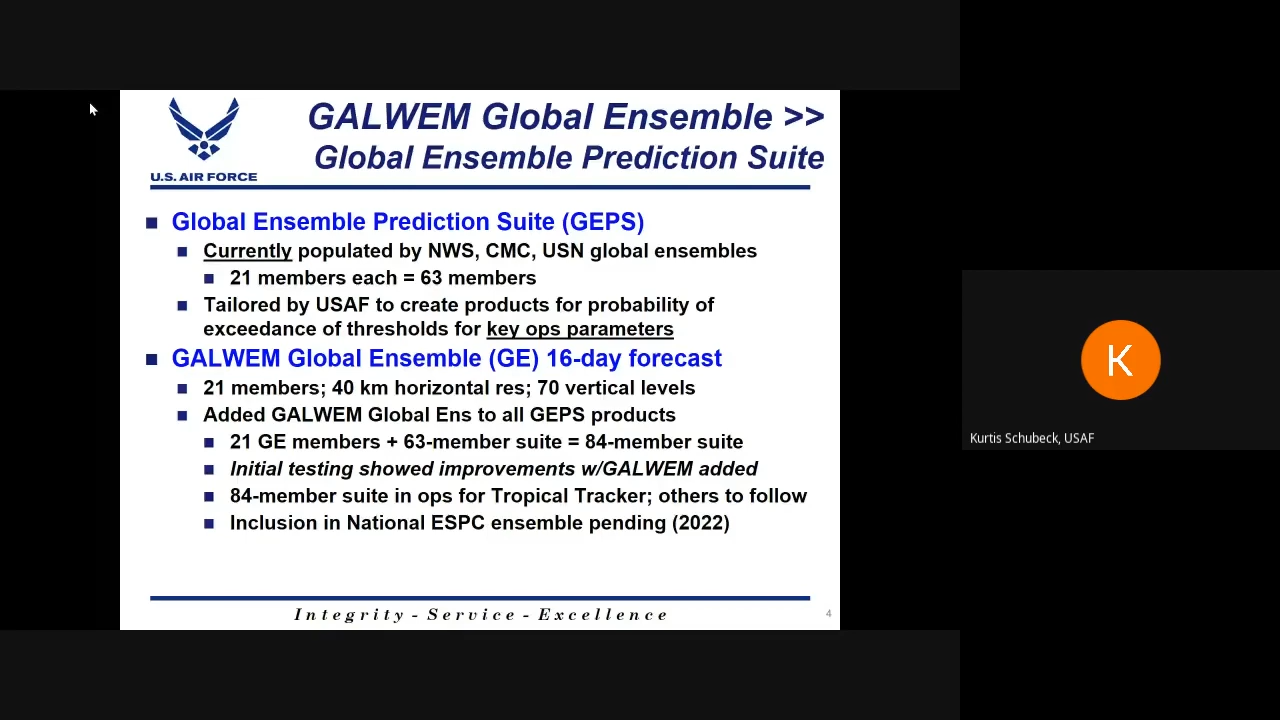 GALWEM Global Ensemble >>
Global Ensemble Prediction Suite
U.S. AIR FORCE
Global Ensemble Prediction Suite (GEPS)
Currently populated by NWS, CMC, USN global ensembles
21 members each = 63 members
Tailored by USAF to create products for probability of
exceedance of thresholds for key ops parameters
GALWEM Global Ensemble (GE) 16-day forecast
21 members; 40 km horizontal res; 70 vertical levels
Added GALWEM Global Ens to all GEPS products
21 GE members + 63-member suite = 84-member suite
Initial testing showed improvements w/GALWEM added
84-member suite in ops for Tropical Tracker; others to follow
Inclusion in National ESPC ensemble pending (2022)
Integrity - Service - Excellence
4
K
Kurtis Schubeck, USAF